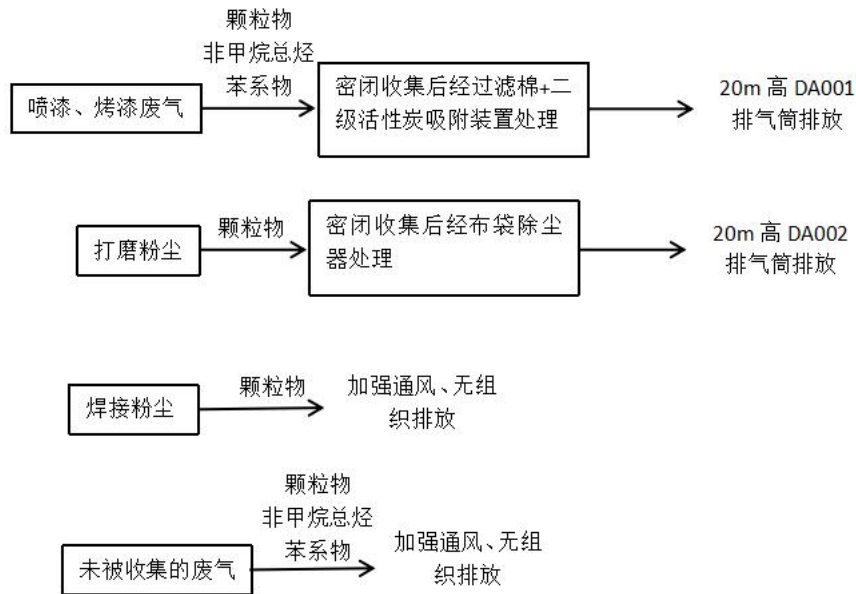 颗粒物
非甲烷总烃
苯系物
喷漆、烤漆废气
密闭收集后经过滤棉+二
级活性炭吸附装置处理
20m 高 DA001
排气筒排放
颗粒物
打磨粉尘
密闭收集后经布袋除尘
器处理
20m 高 DA002
排气筒排放
颗粒物
焊接粉尘
加强通风、无组
织排放
颗粒物
非甲烷总烃
苯系物
未被收集的废气
加强通风、无组
织排放